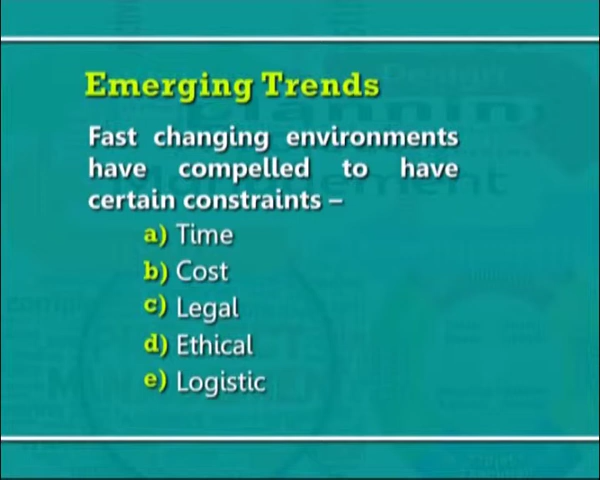 Emerging Trends
Fast changing environments
have compelled to have
certain constraints –
a) Time
b) Cost
c) Legal
d) Ethical
e) Logistic